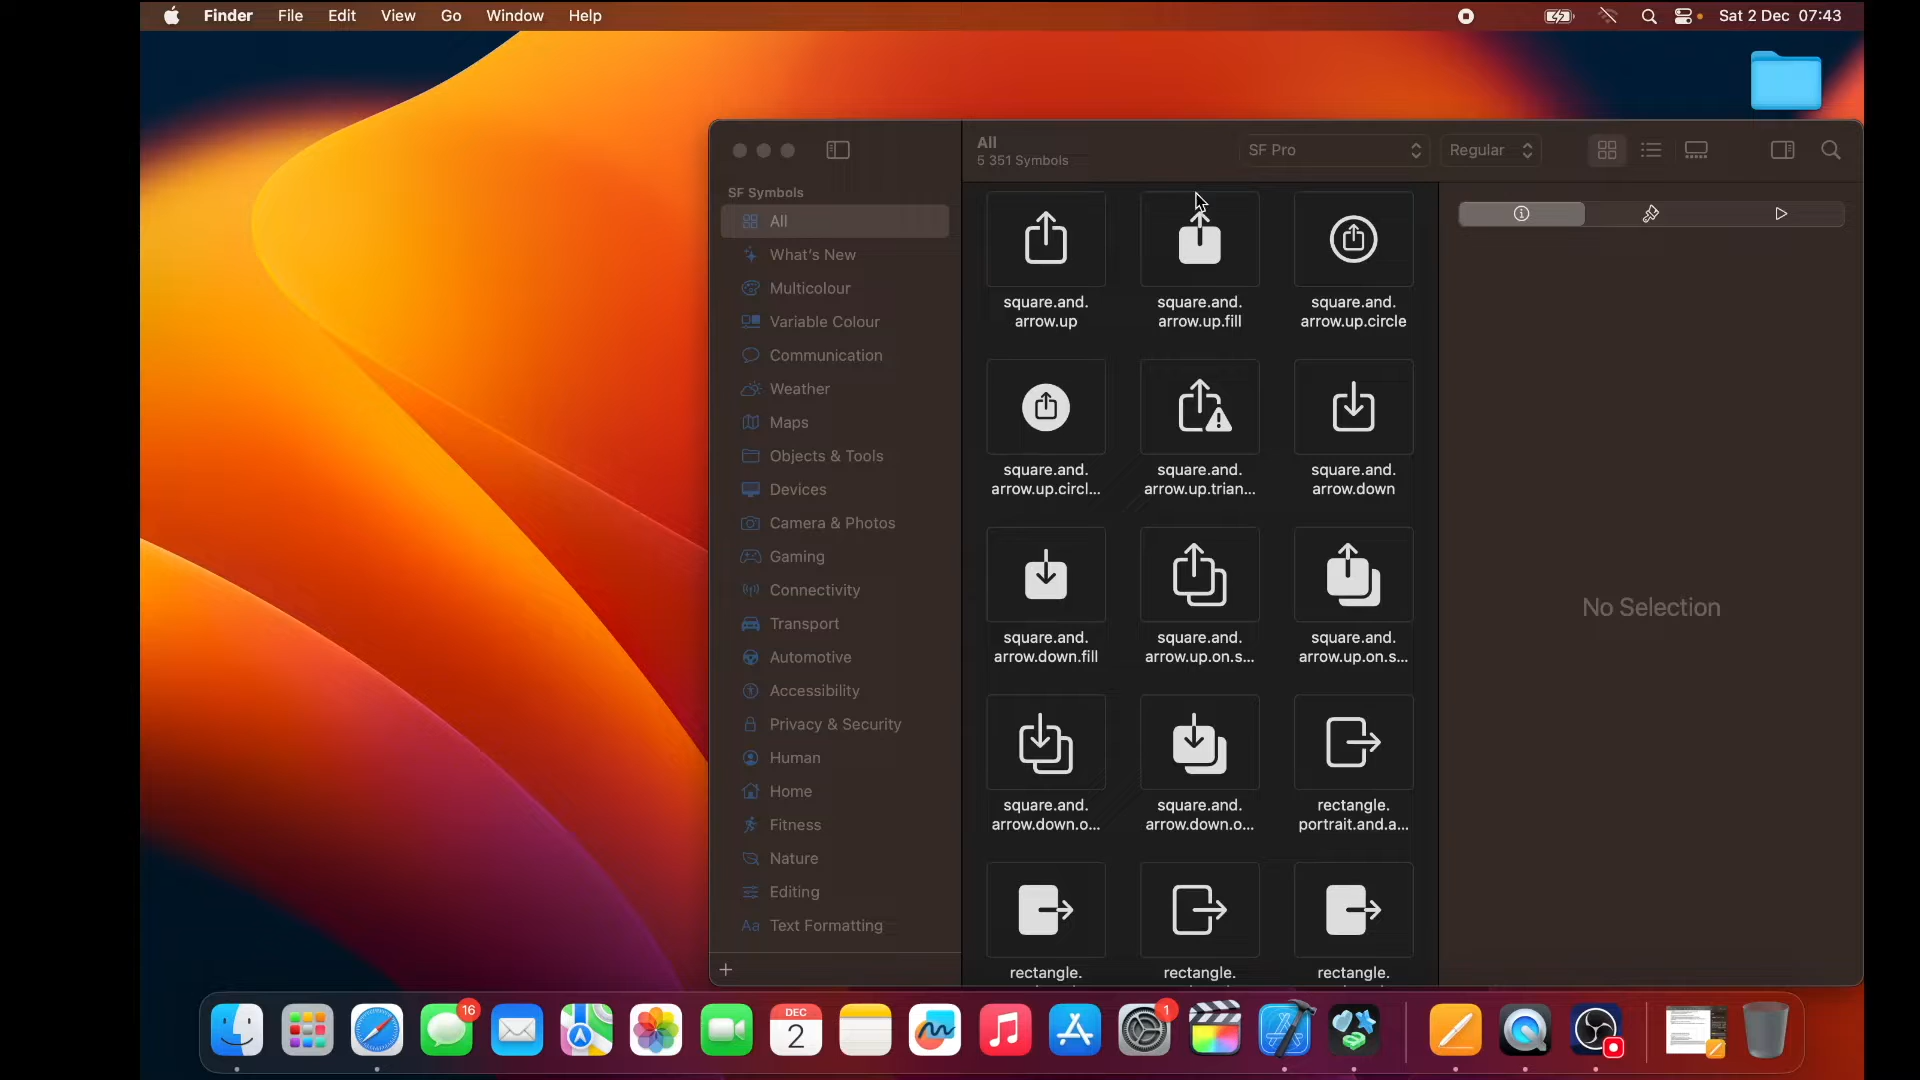 Finder File Edit View Go Window Help Sat 2 Dec 07:43
All
5 351 Symbols
SF Pro
Regular
SF Symbols
All
What's New
Multicolour
Variable Colour
Communication
Weather
Maps
Objects & Tools
Devices
Camera & Photos
Gaming
Connectivity
Transport
Automotive
Accessibility
Privacy & Security
Human
Home
Fitness
Nature
Editing
Aa Text Formatting
square.and.
arrow.up
square.and.
arrow.up.fill
square.and.
arrow.up.circle
square.and.
arrow.up.circl...
square.and.
arrow.up.trian...
square.and.
arrow.down
square.and.
arrow.down.fill
square.and.
arrow.up.on.s...
square.and.
arrow.up.on.s...
square.and.
arrow.down.o...
square.and.
arrow.down.o...
rectangle.
portrait.and.a...
rectangle.
rectangle.
rectangle.
No Selection
16
DEC
2
1